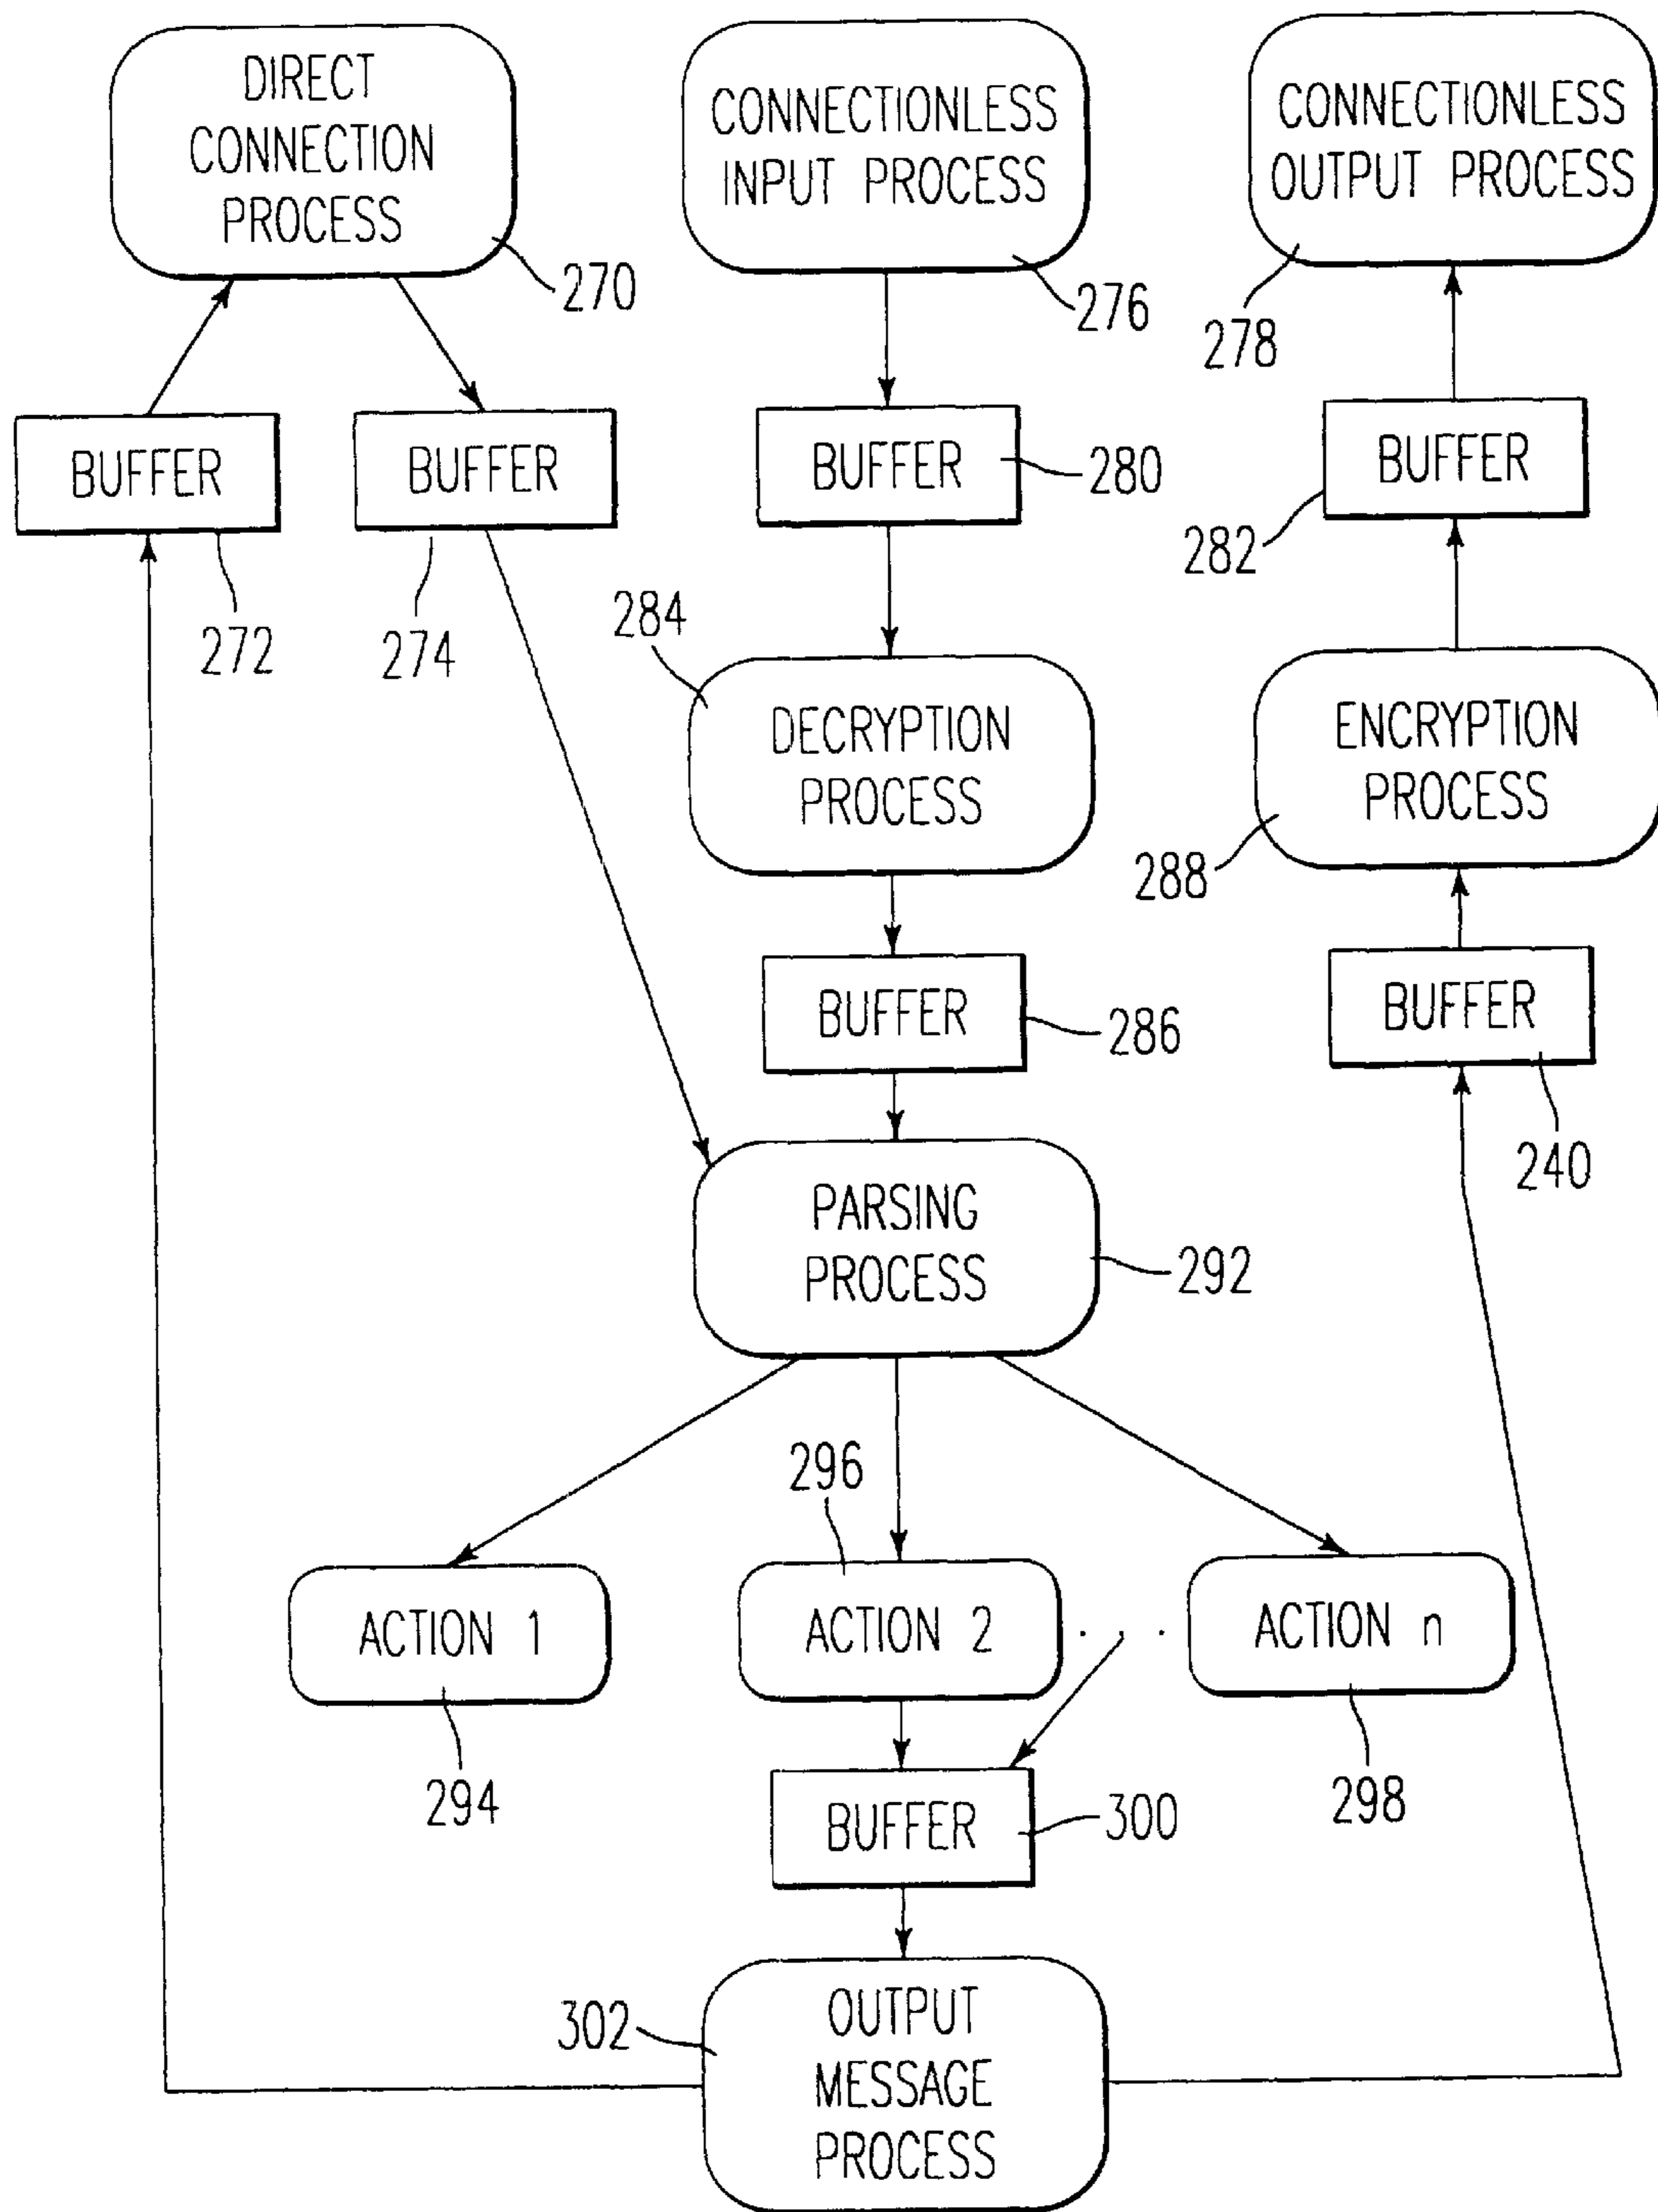 DIRECT
CONNECTION
PROCESS
270
CONNECTIONLESS
INPUT PROCESS
276
CONNECTIONLESS
OUTPUT PROCESS
278
BUFFER
272
BUFFER
274
BUFFER
280
BUFFER
282
284
DECRYPTION
PROCESS
ENCRYPTION
PROCESS
288
BUFFER
286
BUFFER
240
PARSING
PROCESS
292
296
ACTION 1
294
ACTION 2
. . .
ACTION n
298
BUFFER
300
302
OUTPUT
MESSAGE
PROCESS